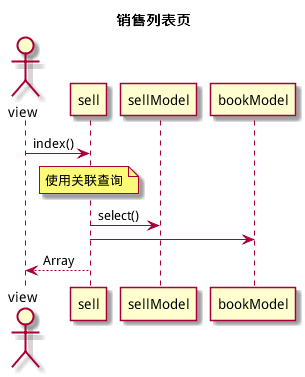 销售列表页
view
sell
sellModel
bookModel
index()
使用关联查询
select()
Array
view
sell
sellModel
bookModel